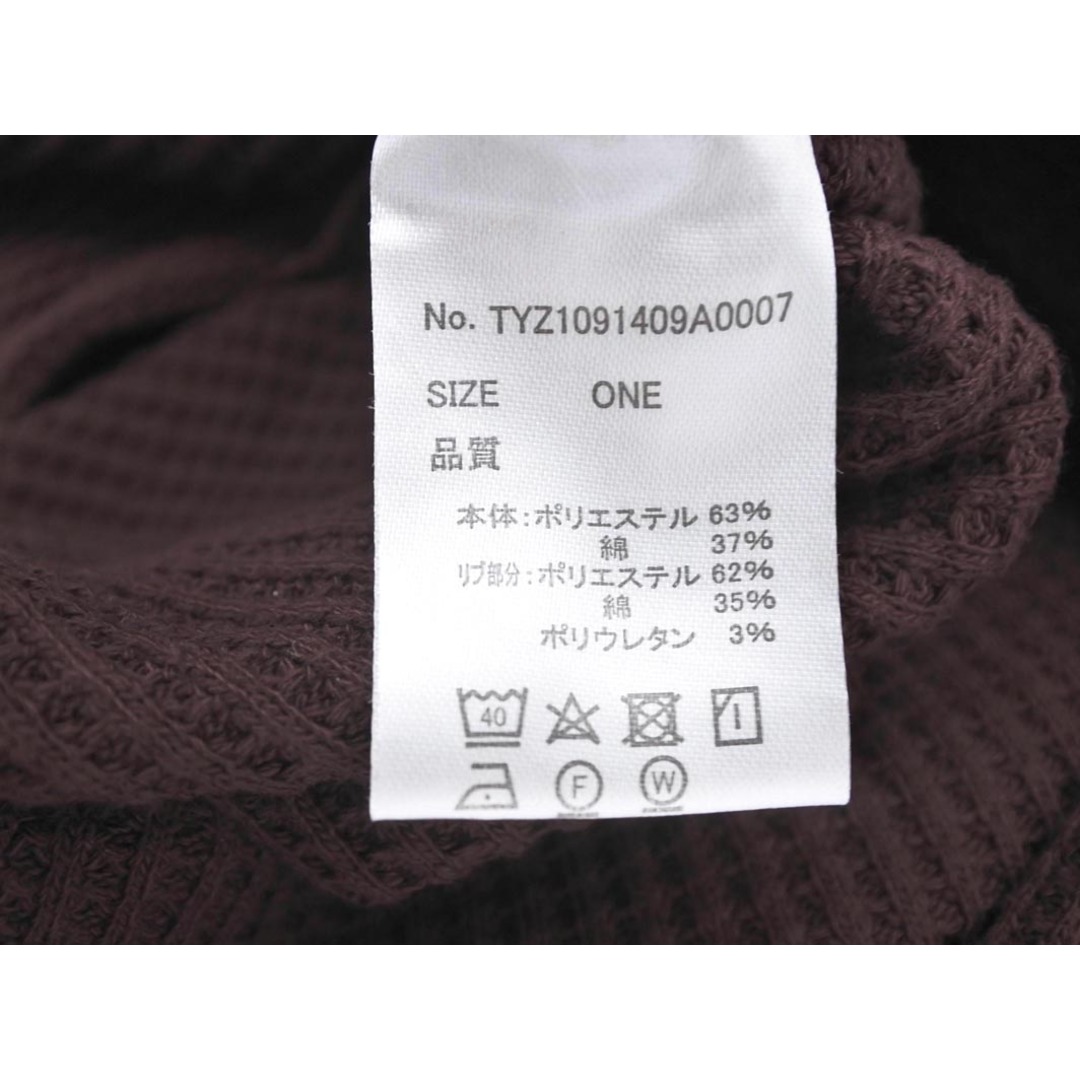 No. TYZ1091409A0007
SIZE ONE
品質
本体:ポリエステル 63%
綿 37%
リブ部分:ポリエステル 62%
綿 35%
ポリウレタン 3%
40
F
W